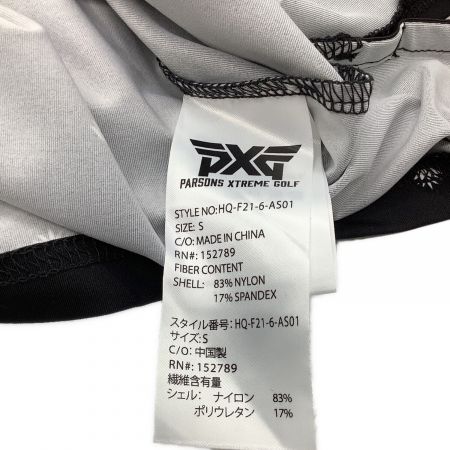 PXG
PARSONS XTREME GOLF
STYLE NO: HQ-F21-6-AS01
SIZE: S
C/O: MADE IN CHINA
RN#: 152789
FIBER CONTENT
SHELL: 83% NYLON
17% SPANDEX
スタイル番号: HQ-F21-6-AS01
サイズ: S
C/O: 中国製
RN#: 152789
繊維含有量
シェル: ナイロン 83%
ポリウレタン 17%